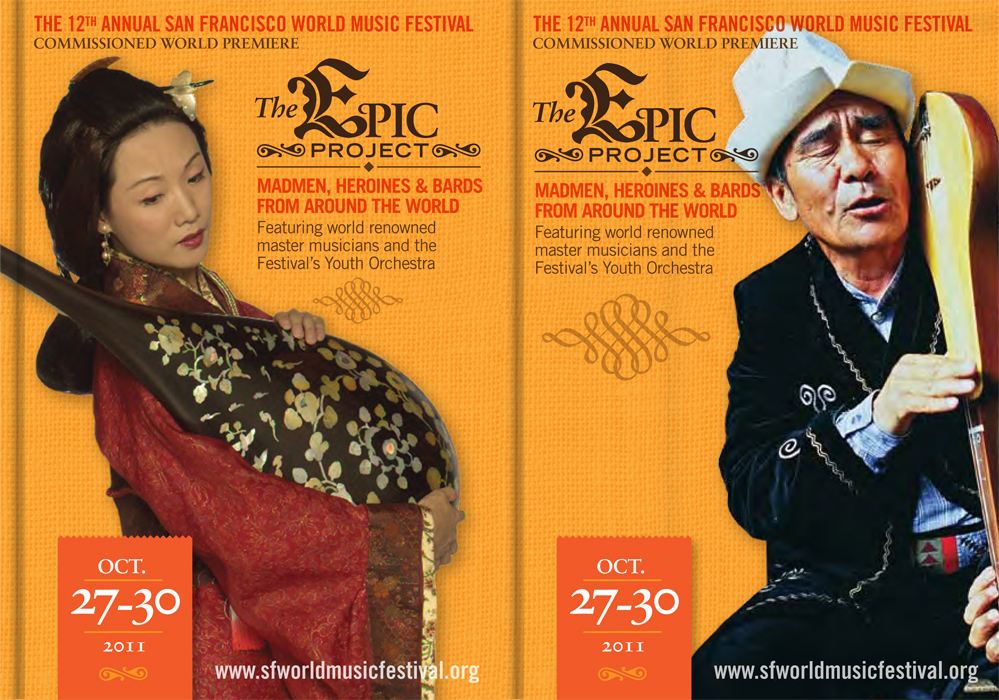 THE 12TH ANNUAL SAN FRANCISCO WORLD MUSIC FESTIVAL
COMMISSIONED WORLD PREMIERE
The EPIC
PROJECT
MADMEN, HEROINES & BARDS
FROM AROUND THE WORLD
Featuring world renowned
master musicians and the
Festival's Youth Orchestra
OCT.
27-30
2011
www.sfworldmusicfestival.org
THE 12TH ANNUAL SAN FRANCISCO WORLD MUSIC FESTIVAL
COMMISSIONED WORLD PREMIERE
The EPIC
PROJECT
MADMEN, HEROINES & BARDS
FROM AROUND THE WORLD
Featuring world renowned
master musicians and the
Festival's Youth Orchestra
OCT.
27-30
2011
www.sfworldmusicfestival.org